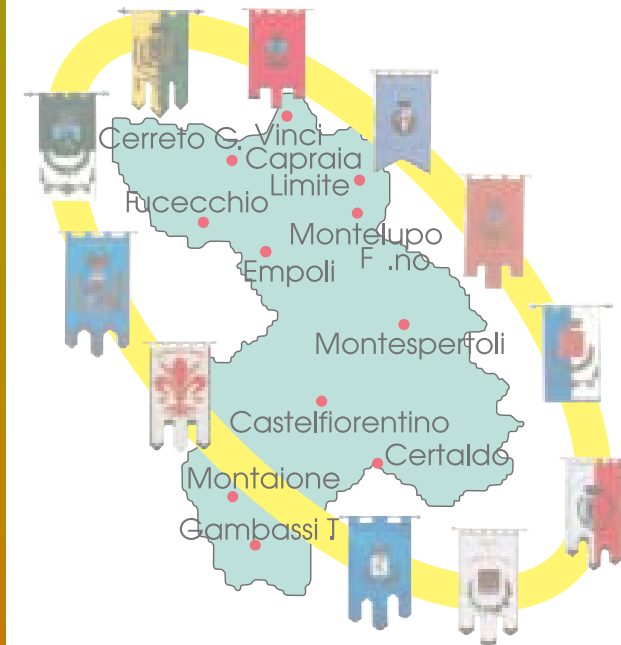 Cerreto G. Vinci
Capraia
Limite
Fucecchio
Montelupo
F .no
Empoli
Montespertoli
Castelfiorentino
Certaldo
Montaione
Gambassi T.